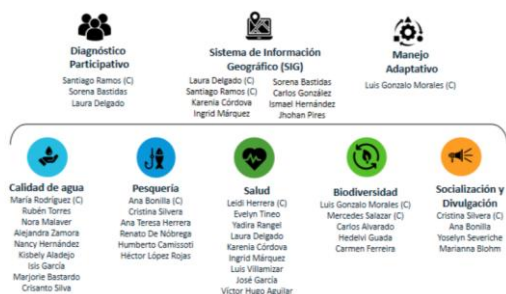 Diagnóstico
Participativo
Santiago Ramos (C)
Sorena Bastidas
Laura Delgado
Sistema de Información
Geográfico (SIG)
Laura Delgado (C)
Santiago Ramos (C)
Karenia Córdova
Ingrid Márquez
Sorena Bastidas
Carlos González
Ismael Hernández
Jhohan Pires
Manejo
Adaptativo
Luis Gonzalo Morales (C)
Calidad de agua
María Rodríguez (C)
Rubén Torres
Nora Malaver
Alejandra Zamora
Nancy Hernández
Kisbely Aladejo
Isis García
Marjorie Bastardo
Crisanto Silva
Pesquería
Ana Bonilla (C)
Cristina Silvera
Ana Teresa Herrera
Renato De Nóbrega
Humberto Camissoti
Héctor López Rojas
Salud
Leidi Herrera (C)
Evelyn Tineo
Yadira Rangel
Laura Delgado
Karenia Córdova
Ingrid Márquez
Luis Villamizar
José García
Víctor Hugo Aguilar
Biodiversidad
Luis Gonzalo Morales (C)
Mercedes Salazar (C)
Carlos Alvarado
Hedelvi Guada
Carmen Ferreira
Socialización y
Divulgación
Cristina Silvera (C)
Ana Bonilla
Yoselyn Severiche
Marianna Blohm